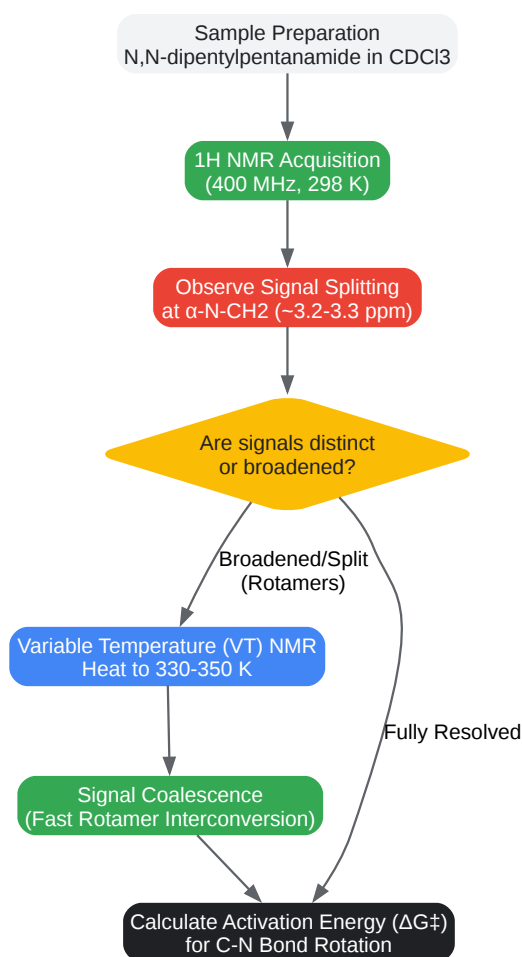 Sample Preparation
N,N-dipentylpentanamide in CDCl3
1H NMR Acquisition
(400 MHz, 298 K)
Observe Signal Splitting
at α-N-CH2 (~3.2-3.3 ppm)
Are signals distinct
or broadened?
Broadened/Split
(Rotamers)
Variable Temperature (VT) NMR
Heat to 330-350 K
Fully Resolved
Signal Coalescence
(Fast Rotamer Interconversion)
Calculate Activation Energy (ΔG‡)
for C-N Bond Rotation